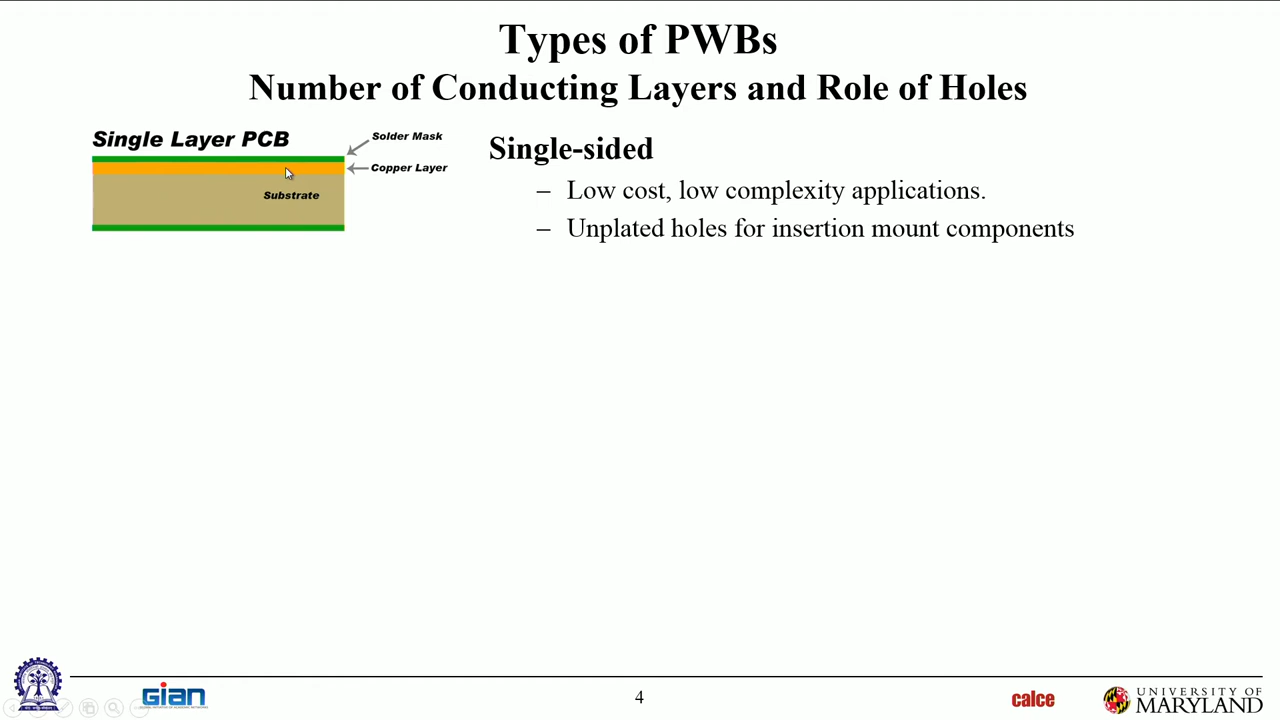 Types of PWBs
Number of Conducting Layers and Role of Holes
Single Layer PCB
Solder Mask
Copper Layer
Substrate
Single-sided
– Low cost, low complexity applications.
– Unplated holes for insertion mount components
GIAN
4
calce
UNIVERSITY OF
MARYLAND